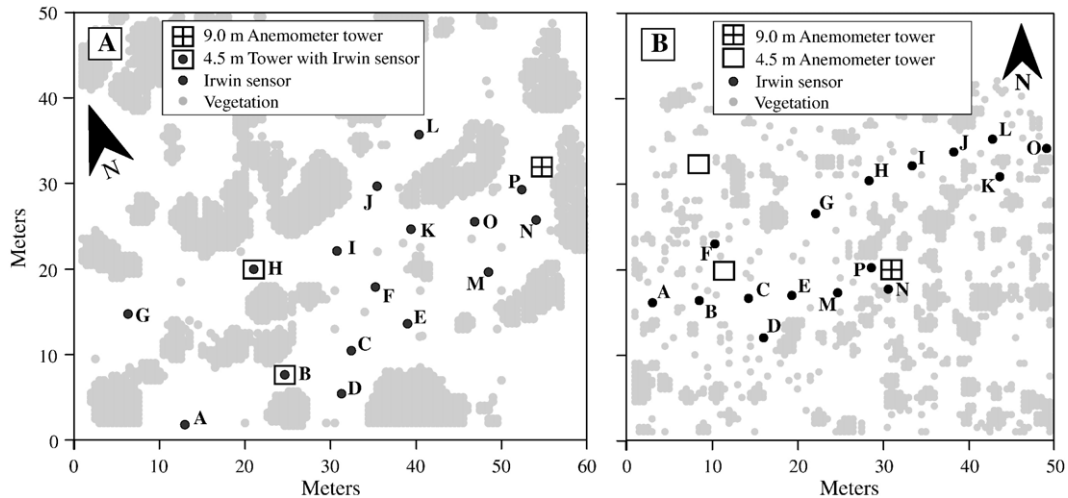 A
9.0 m Anemometer tower
4.5 m Tower with Irwin sensor
Irwin sensor
Vegetation
N
L
P
J
K
O
N
I
H
M
F
G
E
C
B
D
A
50
40
30
20
10
0
0 10 20 30 40 50 60
Meters
Meters
B
9.0 m Anemometer tower
4.5 m Anemometer tower
Irwin sensor
Vegetation
N
L
J
O
I
H
K
G
F
P
A
C
E
N
B
M
D
0 10 20 30 40 50
Meters